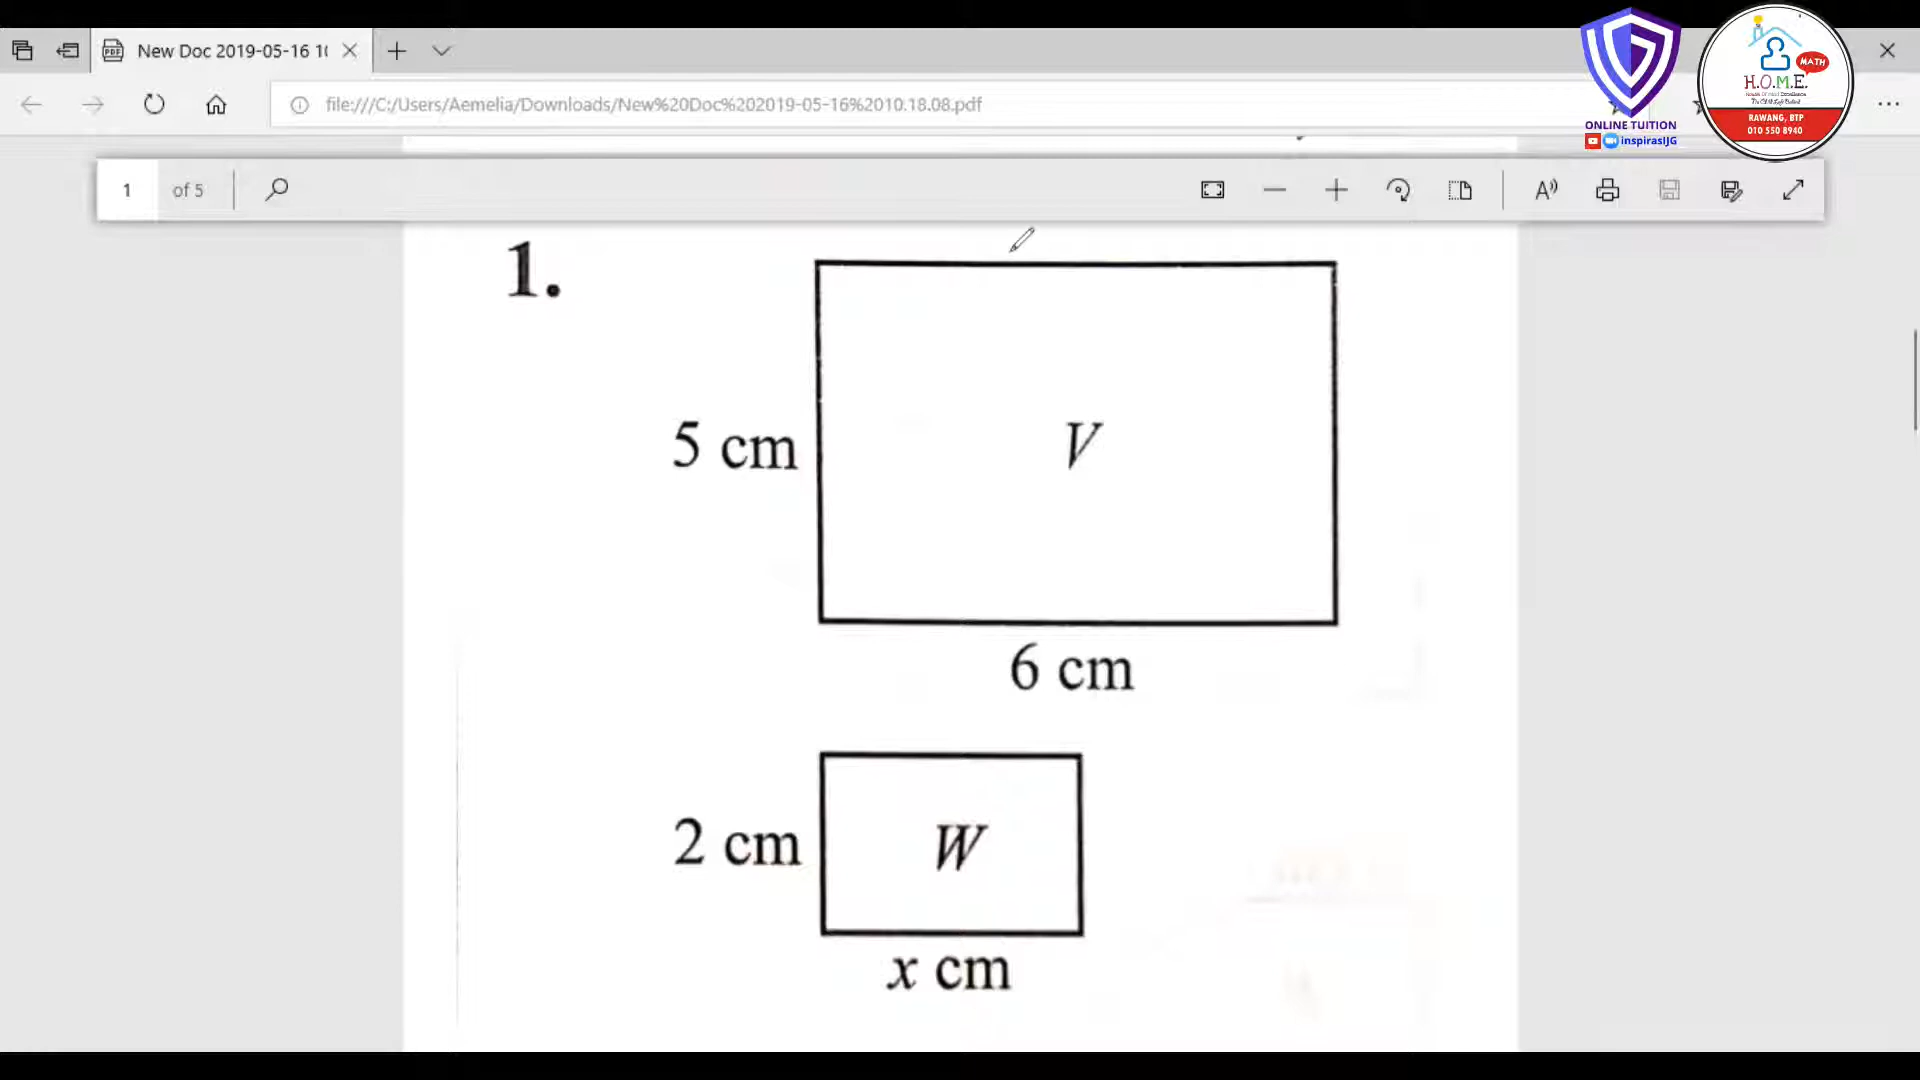 New Doc 2019-05-16 1(
file:///C:/Users/Aemelia/Downloads/New%20Doc%202019-05-16%2010.18.08.pdf
ONLINE TUITION
inspirasiJG
MATH
H.O.M.E.
RAWANG, BTP
010 550 8940
1 of 5
1.
5 cm
V
6 cm
2 cm
W
x cm